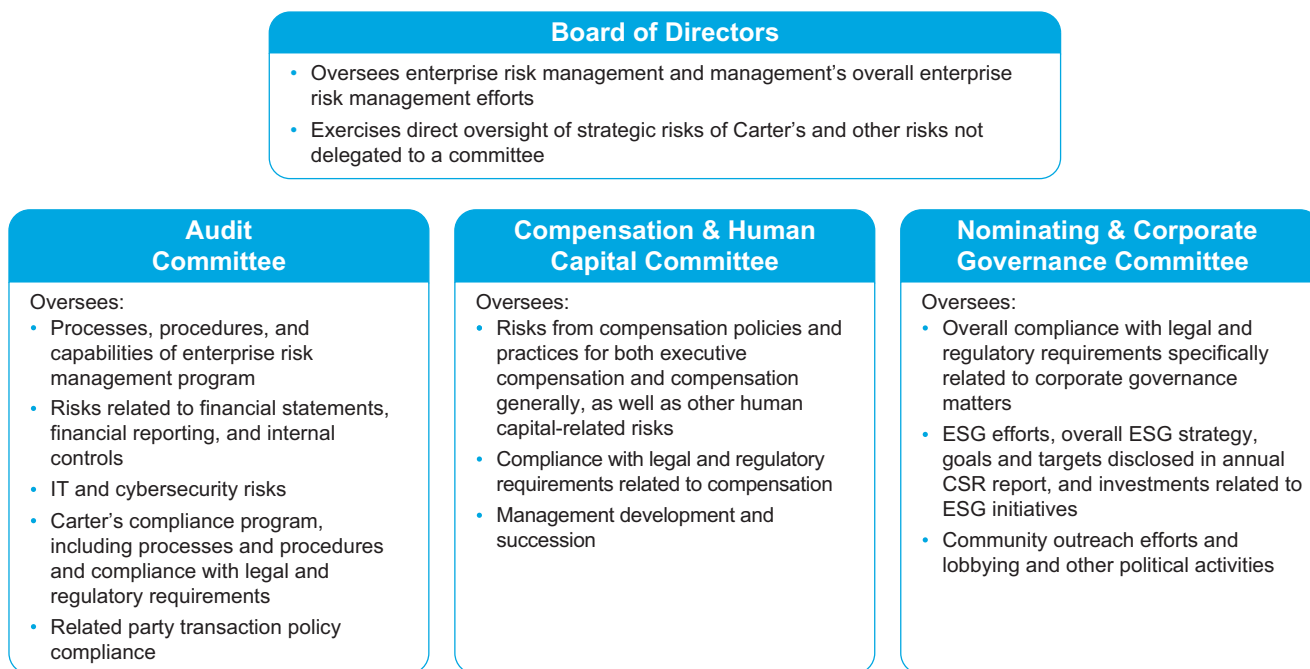 Board of Directors
• Oversees enterprise risk management and management’s overall enterprise
risk management efforts
• Exercises direct oversight of strategic risks of Carter’s and other risks not
delegated to a committee
Audit
Committee
Oversees:
• Processes, procedures, and
capabilities of enterprise risk
management program
• Risks related to financial statements,
financial reporting, and internal
controls
• IT and cybersecurity risks
• Carter’s compliance program,
including processes and procedures
and compliance with legal and
regulatory requirements
• Related party transaction policy
compliance
Compensation & Human
Capital Committee
Oversees:
• Risks from compensation policies and
practices for both executive
compensation and compensation
generally, as well as other human
capital-related risks
• Compliance with legal and regulatory
requirements related to compensation
• Management development and
succession
Nominating & Corporate
Governance Committee
Oversees:
• Overall compliance with legal and
regulatory requirements specifically
related to corporate governance
matters
• ESG efforts, overall ESG strategy,
goals and targets disclosed in annual
CSR report, and investments related to
ESG initiatives
• Community outreach efforts and
lobbying and other political activities